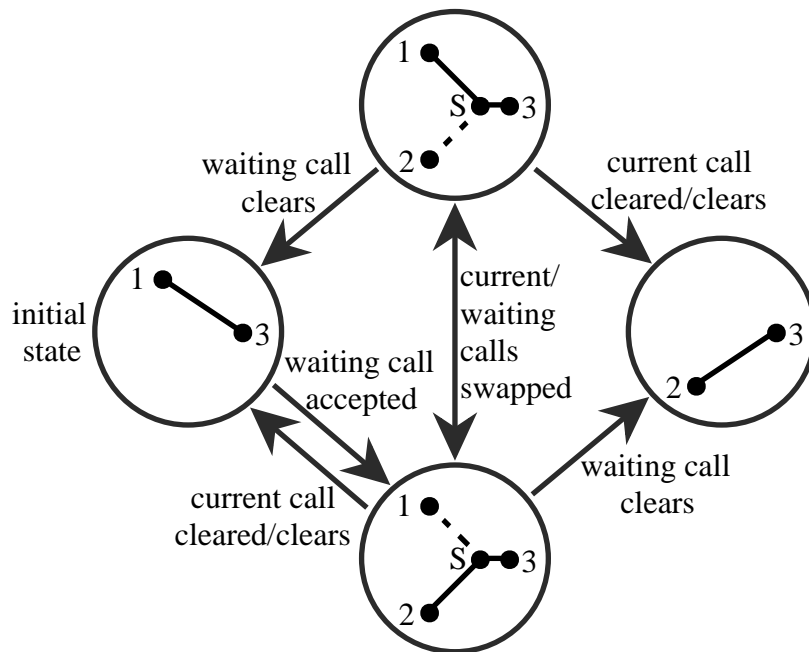 1
S
3
2
waiting call
clears
current call
cleared/clears
1
3
initial
state
current/
waiting
calls
swapped
3
2
waiting call
accepted
current call
cleared/clears
waiting call
clears
1
S
3
2